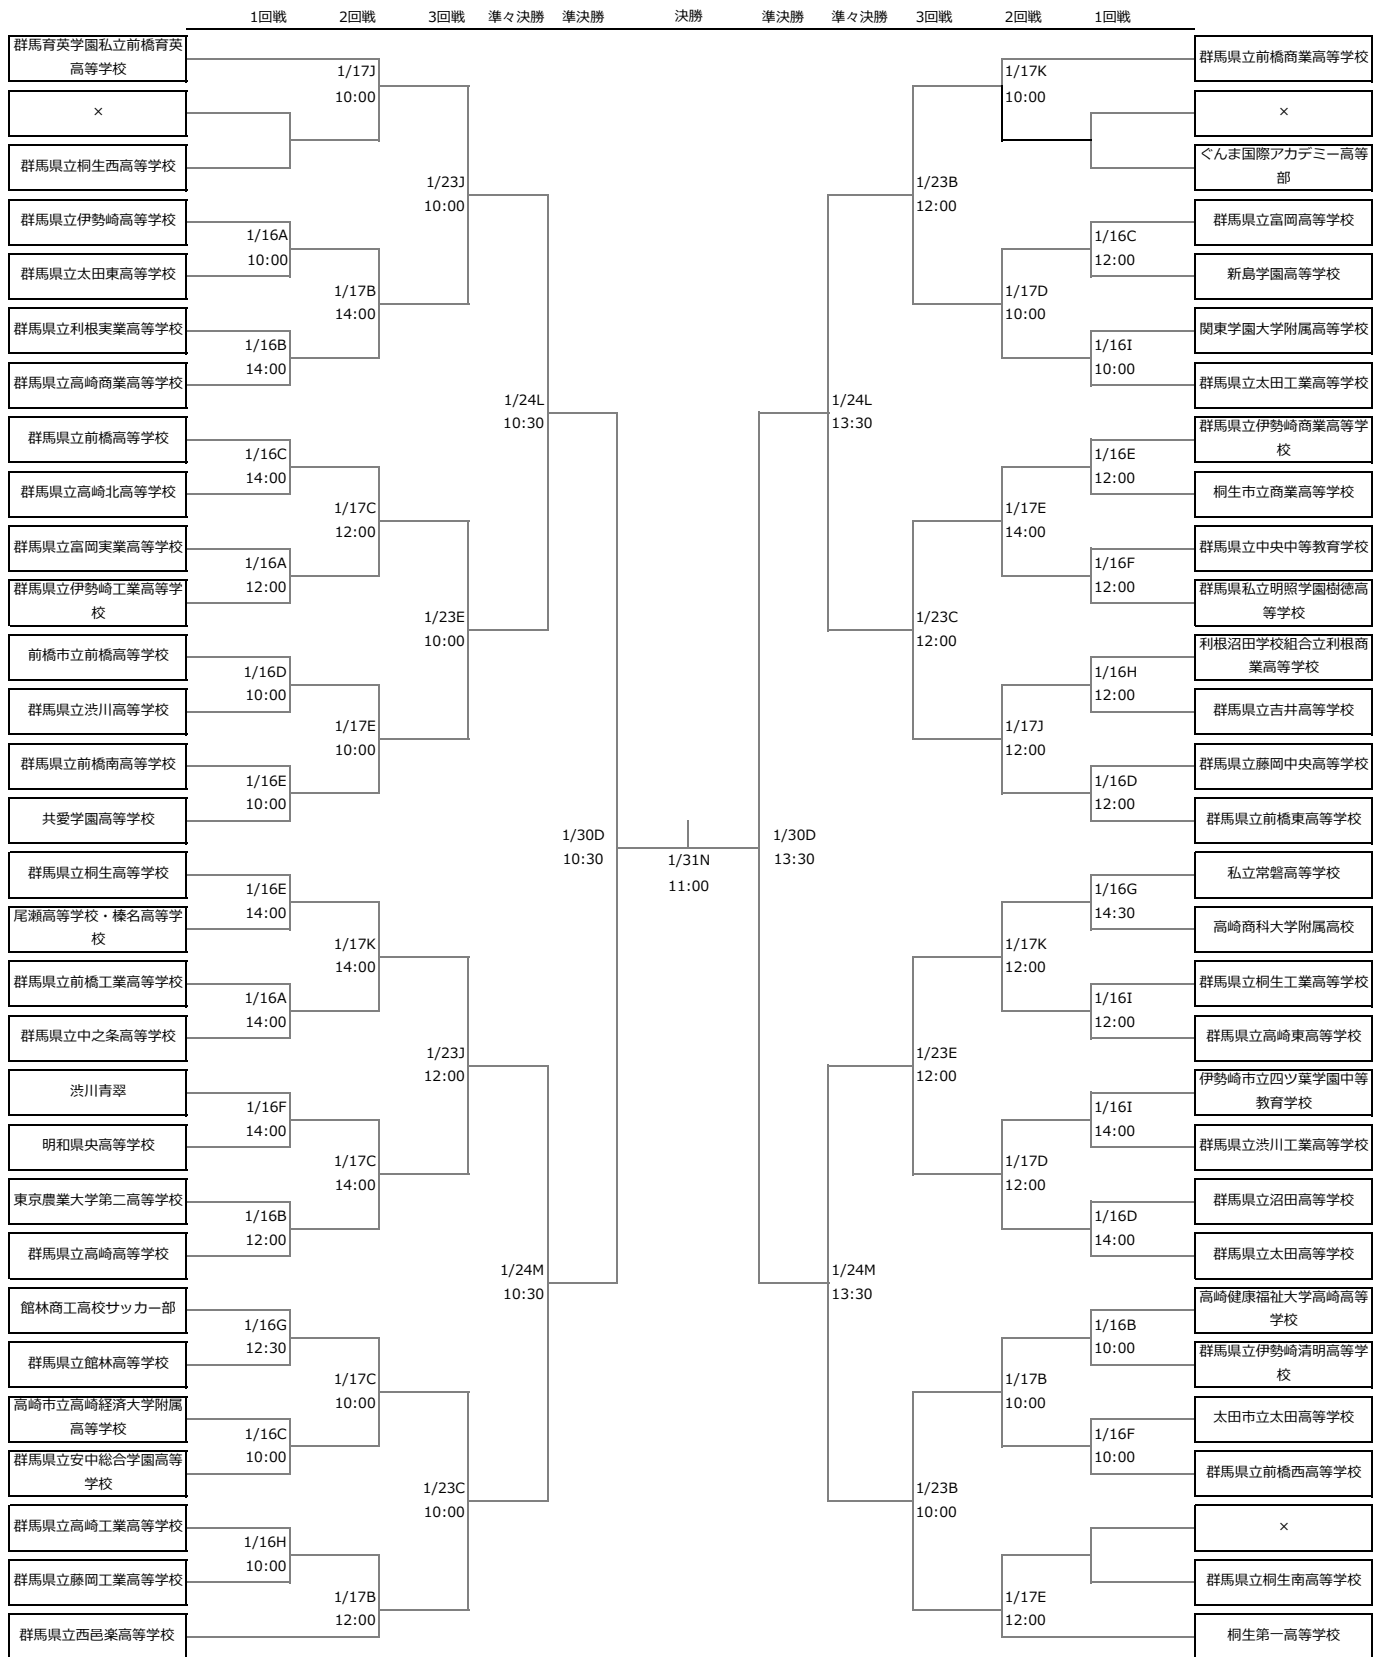 1回戦 2回戦 3回戦 準々決勝 準決勝 決勝 準決勝 準々決勝 3回戦 2回戦 1回戦
群馬育英学園私立前橋育英
高等学校
×
群馬県立桐生西高等学校
群馬県立伊勢崎高等学校
群馬県立太田東高等学校
群馬県立利根実業高等学校
群馬県立高崎商業高等学校
群馬県立前橋高等学校
群馬県立高崎北高等学校
群馬県立富岡実業高等学校
群馬県立伊勢崎工業高等学
校
前橋市立前橋高等学校
群馬県立渋川高等学校
群馬県立前橋南高等学校
共愛学園高等学校
群馬県立桐生高等学校
尾瀬高等学校・榛名高等学
校
群馬県立前橋工業高等学校
群馬県立中之条高等学校
渋川青翠
明和県央高等学校
東京農業大学第二高等学校
群馬県立高崎高等学校
館林商工高校サッカー部
群馬県立館林高等学校
高崎市立高崎経済大学附属
高等学校
群馬県立安中総合学園高等
学校
群馬県立高崎工業高等学校
群馬県立藤岡工業高等学校
群馬県立西邑楽高等学校
1/16A
10:00
1/16B
14:00
1/16C
14:00
1/16A
12:00
1/16D
10:00
1/16E
10:00
1/16E
14:00
1/16A
14:00
1/16F
14:00
1/16B
12:00
1/16G
12:30
1/16C
10:00
1/16H
10:00
1/17J
10:00
1/17B
14:00
1/17C
12:00
1/17E
10:00
1/17K
14:00
1/17C
14:00
1/17C
10:00
1/17B
12:00
1/23J
10:00
1/23E
10:00
1/23J
12:00
1/23C
10:00
1/24L
10:30
1/24M
10:30
1/30D
10:30
1/31N
11:00
1/30D
13:30
1/24L
13:30
1/24M
13:30
1/23B
12:00
1/23C
12:00
1/23E
12:00
1/23B
10:00
1/17K
10:00
1/17D
10:00
1/17E
14:00
1/17J
12:00
1/17K
12:00
1/17D
12:00
1/17B
10:00
1/17E
12:00
1/16C
12:00
1/16I
10:00
1/16E
12:00
1/16F
12:00
1/16H
12:00
1/16D
12:00
1/16G
14:30
1/16I
12:00
1/16I
14:00
1/16D
14:00
1/16B
10:00
1/16F
10:00
群馬県立前橋商業高等学校
×
ぐんま国際アカデミー高等
部
群馬県立富岡高等学校
新島学園高等学校
関東学園大学附属高等学校
群馬県立太田工業高等学校
群馬県立伊勢崎商業高等学
校
桐生市立商業高等学校
群馬県立中央中等教育学校
群馬県私立明照学園樹徳高
等学校
利根沼田学校組合立利根商
業高等学校
群馬県立吉井高等学校
群馬県立藤岡中央高等学校
群馬県立前橋東高等学校
私立常磐高等学校
高崎商科大学附属高校
群馬県立桐生工業高等学校
群馬県立高崎東高等学校
伊勢崎市立四ツ葉学園中等
教育学校
群馬県立渋川工業高等学校
群馬県立沼田高等学校
群馬県立太田高等学校
高崎健康福祉大学高崎高等
学校
群馬県立伊勢崎清明高等学
校
太田市立太田高等学校
群馬県立前橋西高等学校
×
群馬県立桐生南高等学校
桐生第一高等学校